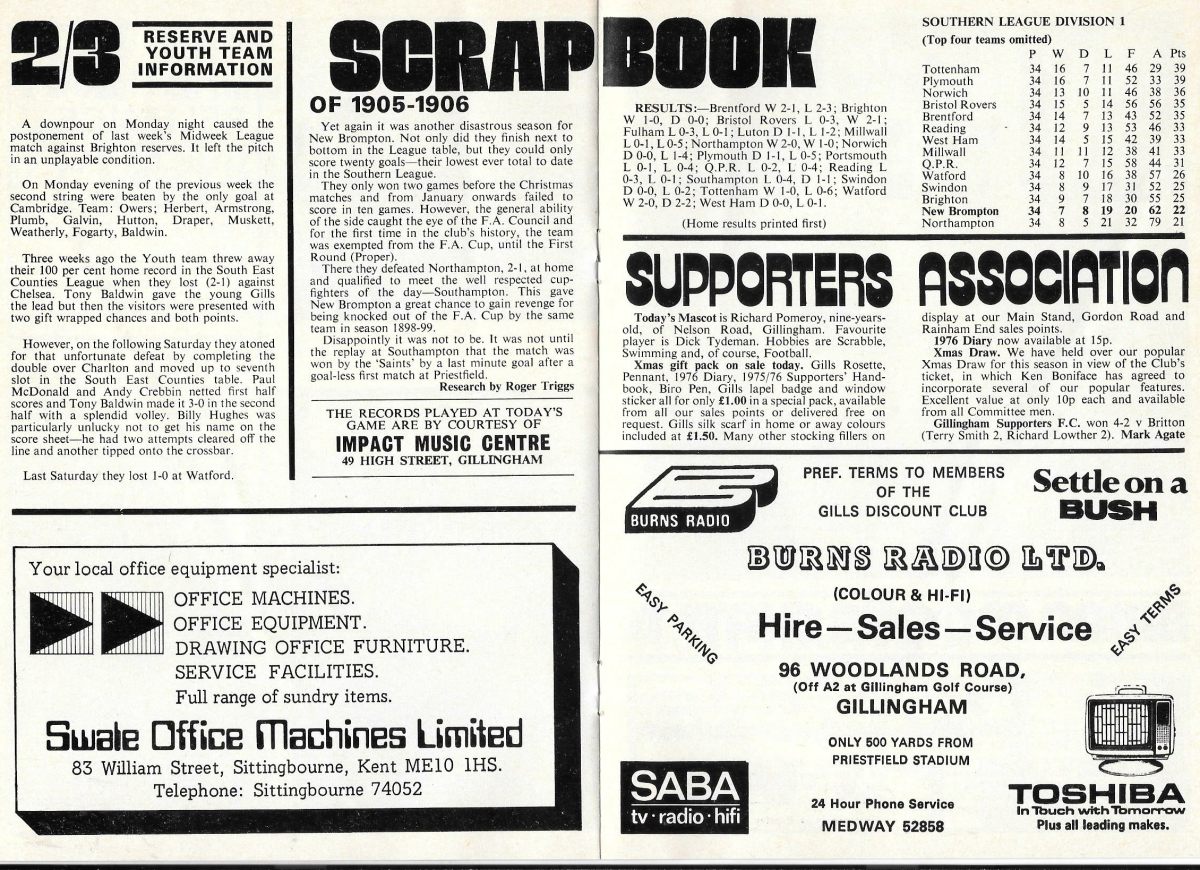 2/3
RESERVE AND
YOUTH TEAM
INFORMATION
A downpour on Monday night caused the
postponement of last week's Midweek League
match against Brighton reserves. It left the pitch
in an unplayable condition.
On Monday evening of the previous week the
second string were beaten by the only goal at
Cambridge. Team: Owers; Herbert, Armstrong,
Plumb, Galvin, Hutton, Draper, Muskett,
Weatherly, Fogarty, Baldwin.
Three weeks ago the Youth team threw away
their 100 per cent home record in the South East
Counties League when they lost (2-1) against
Chelsea. Tony Baldwin gave the young Gills
the lead but then the visitors were presented with
two gift wrapped chances and both points.
However, on the following Saturday they atoned
for that unfortunate defeat by completing the
double over Charlton and moved up to seventh
slot in the South East Counties table. Paul
McDonald and Andy Crebbin netted first half
scores and Tony Baldwin made it 3-0 in the second
half with a splendid volley. Billy Hughes was
particularly unlucky not to get his name on the
score sheet—he had two attempts cleared off the
line and another tipped onto the crossbar.
Last Saturday they lost 1-0 at Watford.
SCRAP BOOK
OF 1905-1906
Yet again it was another disastrous season for
New Brompton. Not only did they finish next to
bottom in the League table, but they could only
score twenty goals—their lowest ever total to date
in the Southern League.
They only won two games before the Christmas
matches and from January onwards failed to
score in ten games. However, the general ability
of the side caught the eye of the F.A. Council and
for the first time in the club's history, the team
was exempted from the F.A. Cup, until the First
Round (Proper).
There they defeated Northampton, 2-1, at home
and qualified to meet the well respected cup-
fighters of the day—Southampton. This gave
New Brompton a great chance to gain revenge for
being knocked out of the F.A. Cup by the same
team in season 1898-99.
Disappointly it was not to be. It was not until
the replay at Southampton that the match was
won by the 'Saints' by a last minute goal after a
goal-less first match at Priestfield.
Research by Roger Triggs
THE RECORDS PLAYED AT TODAY'S
GAME ARE BY COURTESY OF
IMPACT MUSIC CENTRE
49 HIGH STREET, GILLINGHAM
RESULTS:—Brentford W 2-1, L 2-3; Brighton
W 1-0, D 0-0; Bristol Rovers L 0-3, W 2-1;
Fulham L 0-3, L 0-1; Luton D 1-1, L 1-2; Millwall
L 0-1, L 0-5; Northampton W 2-0, W 1-0; Norwich
D 0-0, L 1-4; Plymouth D 1-1, L 0-5; Portsmouth
L 0-1, L 0-4; Q.P.R. L 0-2, L 0-4; Reading L
0-3, L 0-1; Southampton L 0-4, D 1-1; Swindon
D 0-0, L 0-2; Tottenham W 1-0, L 0-6; Watford
W 2-0, D 2-2; West Ham D 0-0, L 0-1.
(Home results printed first)
SOUTHERN LEAGUE DIVISION 1
(Top four teams omitted)
P W D L F A Pts
Tottenham 34 16 7 11 46 29 39
Plymouth 34 16 7 11 52 33 39
Norwich 34 13 10 11 46 38 36
Bristol Rovers 34 15 5 14 56 56 35
Brentford 34 14 7 13 43 52 35
Reading 34 12 9 13 53 46 33
West Ham 34 14 5 15 42 39 33
Millwall 34 11 11 12 38 41 33
Q.P.R. 34 12 7 15 58 44 31
Watford 34 8 10 16 38 57 26
Swindon 34 8 9 17 31 52 25
Brighton 34 9 7 18 30 55 25
New Brompton 34 7 8 19 20 62 22
Northampton 34 8 5 21 32 79 21
SUPPORTERS ASSOCIATION
Today's Mascot is Richard Pomeroy, nine-years-
old, of Nelson Road, Gillingham. Favourite
player is Dick Tydeman. Hobbies are Scrabble,
Swimming and, of course, Football.
Xmas gift pack on sale today. Gills Rosette,
Pennant, 1976 Diary, 1975/76 Supporters' Hand
book, Biro Pen, Gills lapel badge and window
sticker all for only £1.00 in a special pack, available
from all our sales points or delivered free on
request. Gills silk scarf in home or away colours
included at £1.50. Many other stocking fillers on
display at our Main Stand, Gordon Road and
Rainham End sales points.
1976 Diary now available at 15p.
Xmas Draw. We have held over our popular
Xmas Draw for this season in view of the Club's
ticket, in which Ken Boniface has agreed to
incorporate several of our popular features.
Excellent value at only 10p each and available
from all Committee men.
Gillingham Supporters F.C. won 4-2 v Britton
(Terry Smith 2, Richard Lowther 2). Mark Agate
Your local office equipment specialist:
OFFICE MACHINES.
OFFICE EQUIPMENT.
DRAWING OFFICE FURNITURE.
SERVICE FACILITIES.
Full range of sundry items.
Swale Office Machines Limited
83 William Street, Sittingbourne, Kent ME10 1HS.
Telephone: Sittingbourne 74052
BURNS RADIO
PREF. TERMS TO MEMBERS
OF THE
GILLS DISCOUNT CLUB
Settle on a
BUSH
BURNS RADIO LTD.
(COLOUR & HI-FI)
EASY PARKING
Hire—Sales—Service
EASY TERMS
96 WOODLANDS ROAD,
(Off A2 at Gillingham Golf Course)
GILLINGHAM
ONLY 500 YARDS FROM
PRIESTFIELD STADIUM
SABA
tv·radio·hifi
24 Hour Phone Service
MEDWAY 52858
TOSHIBA
In Touch with Tomorrow
Plus all leading makes.